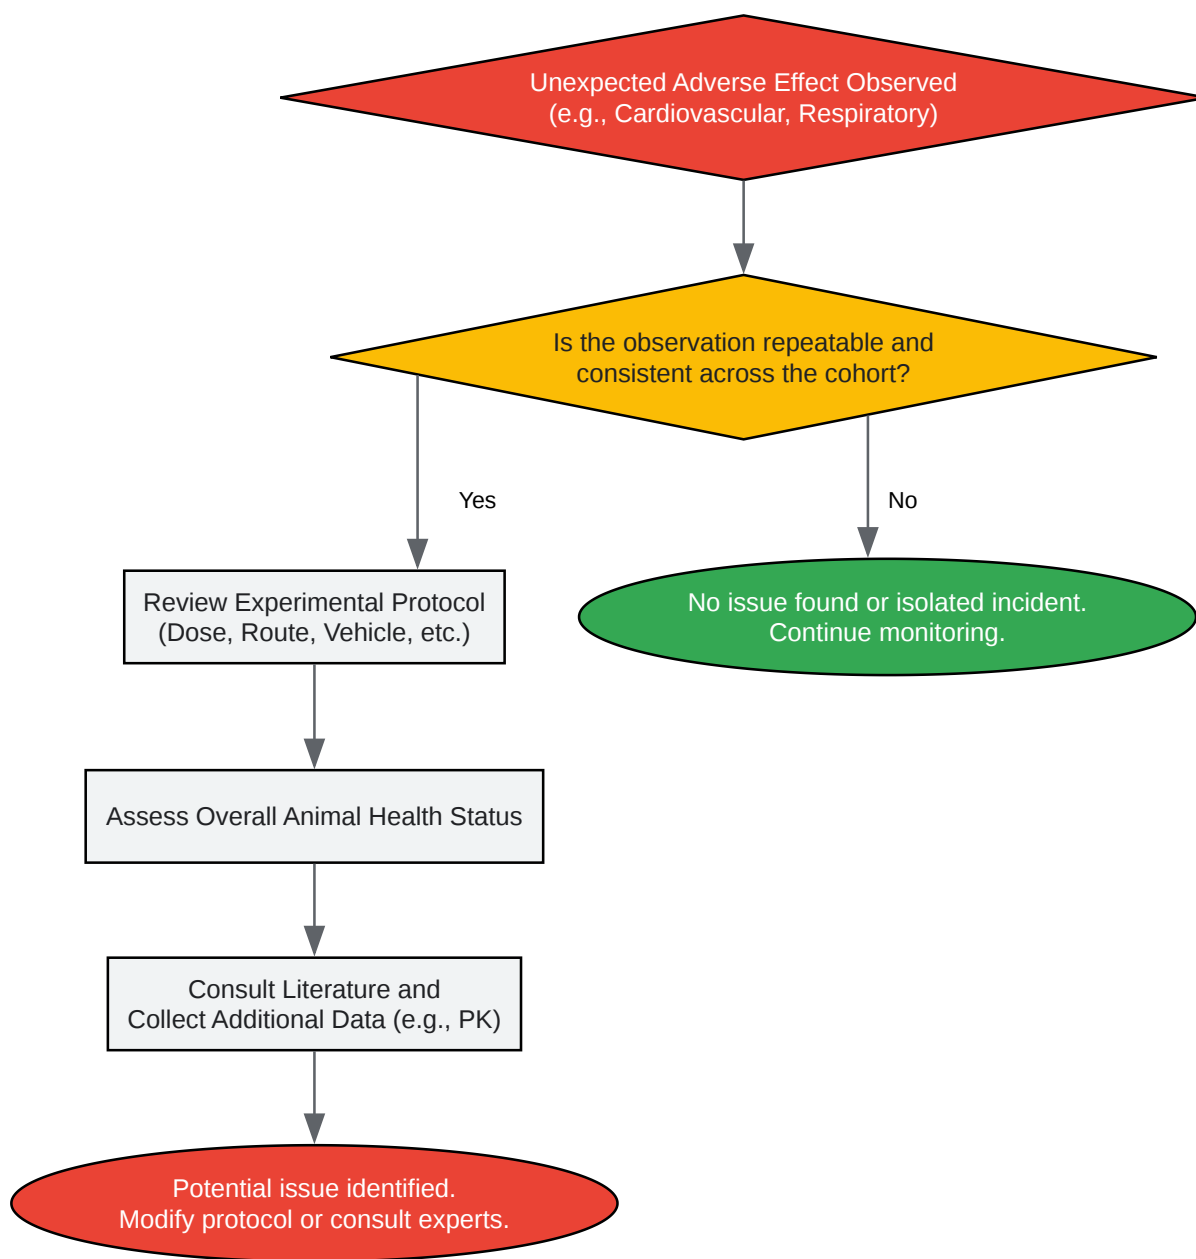 Unexpected Adverse Effect Observed
(e.g., Cardiovascular, Respiratory)
Is the observation repeatable and
consistent across the cohort?
Yes
No
Review Experimental Protocol
(Dose, Route, Vehicle, etc.)
No issue found or isolated incident.
Continue monitoring.
Assess Overall Animal Health Status
Consult Literature and
Collect Additional Data (e.g., PK)
Potential issue identified.
Modify protocol or consult experts.